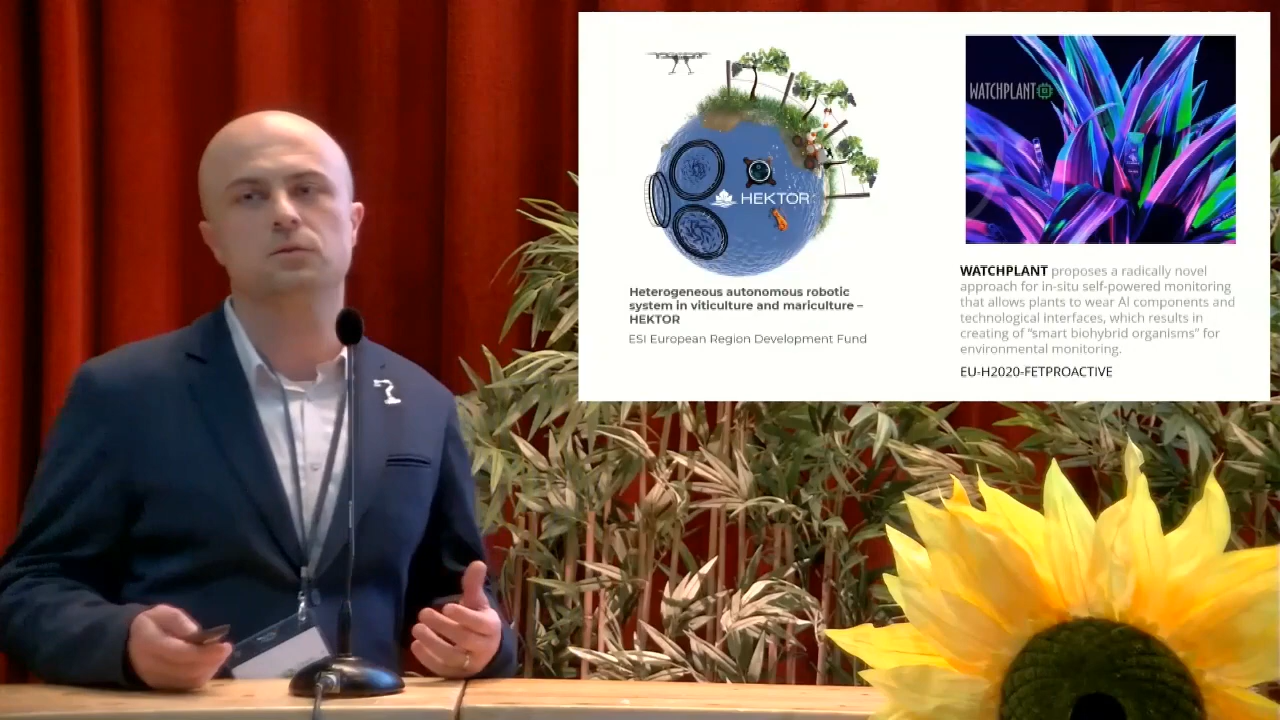 HEKTOR
Heterogeneous autonomous robotic
system in viticulture and mariculture –
HEKTOR
ESI European Region Development Fund
WATCHPLANT
WATCHPLANT proposes a radically novel
approach for in-situ self-powered monitoring
that allows plants to wear AI components and
technological interfaces, which results in
creating of “smart biohybrid organisms” for
environmental monitoring.
EU-H2020-FETPROACTIVE